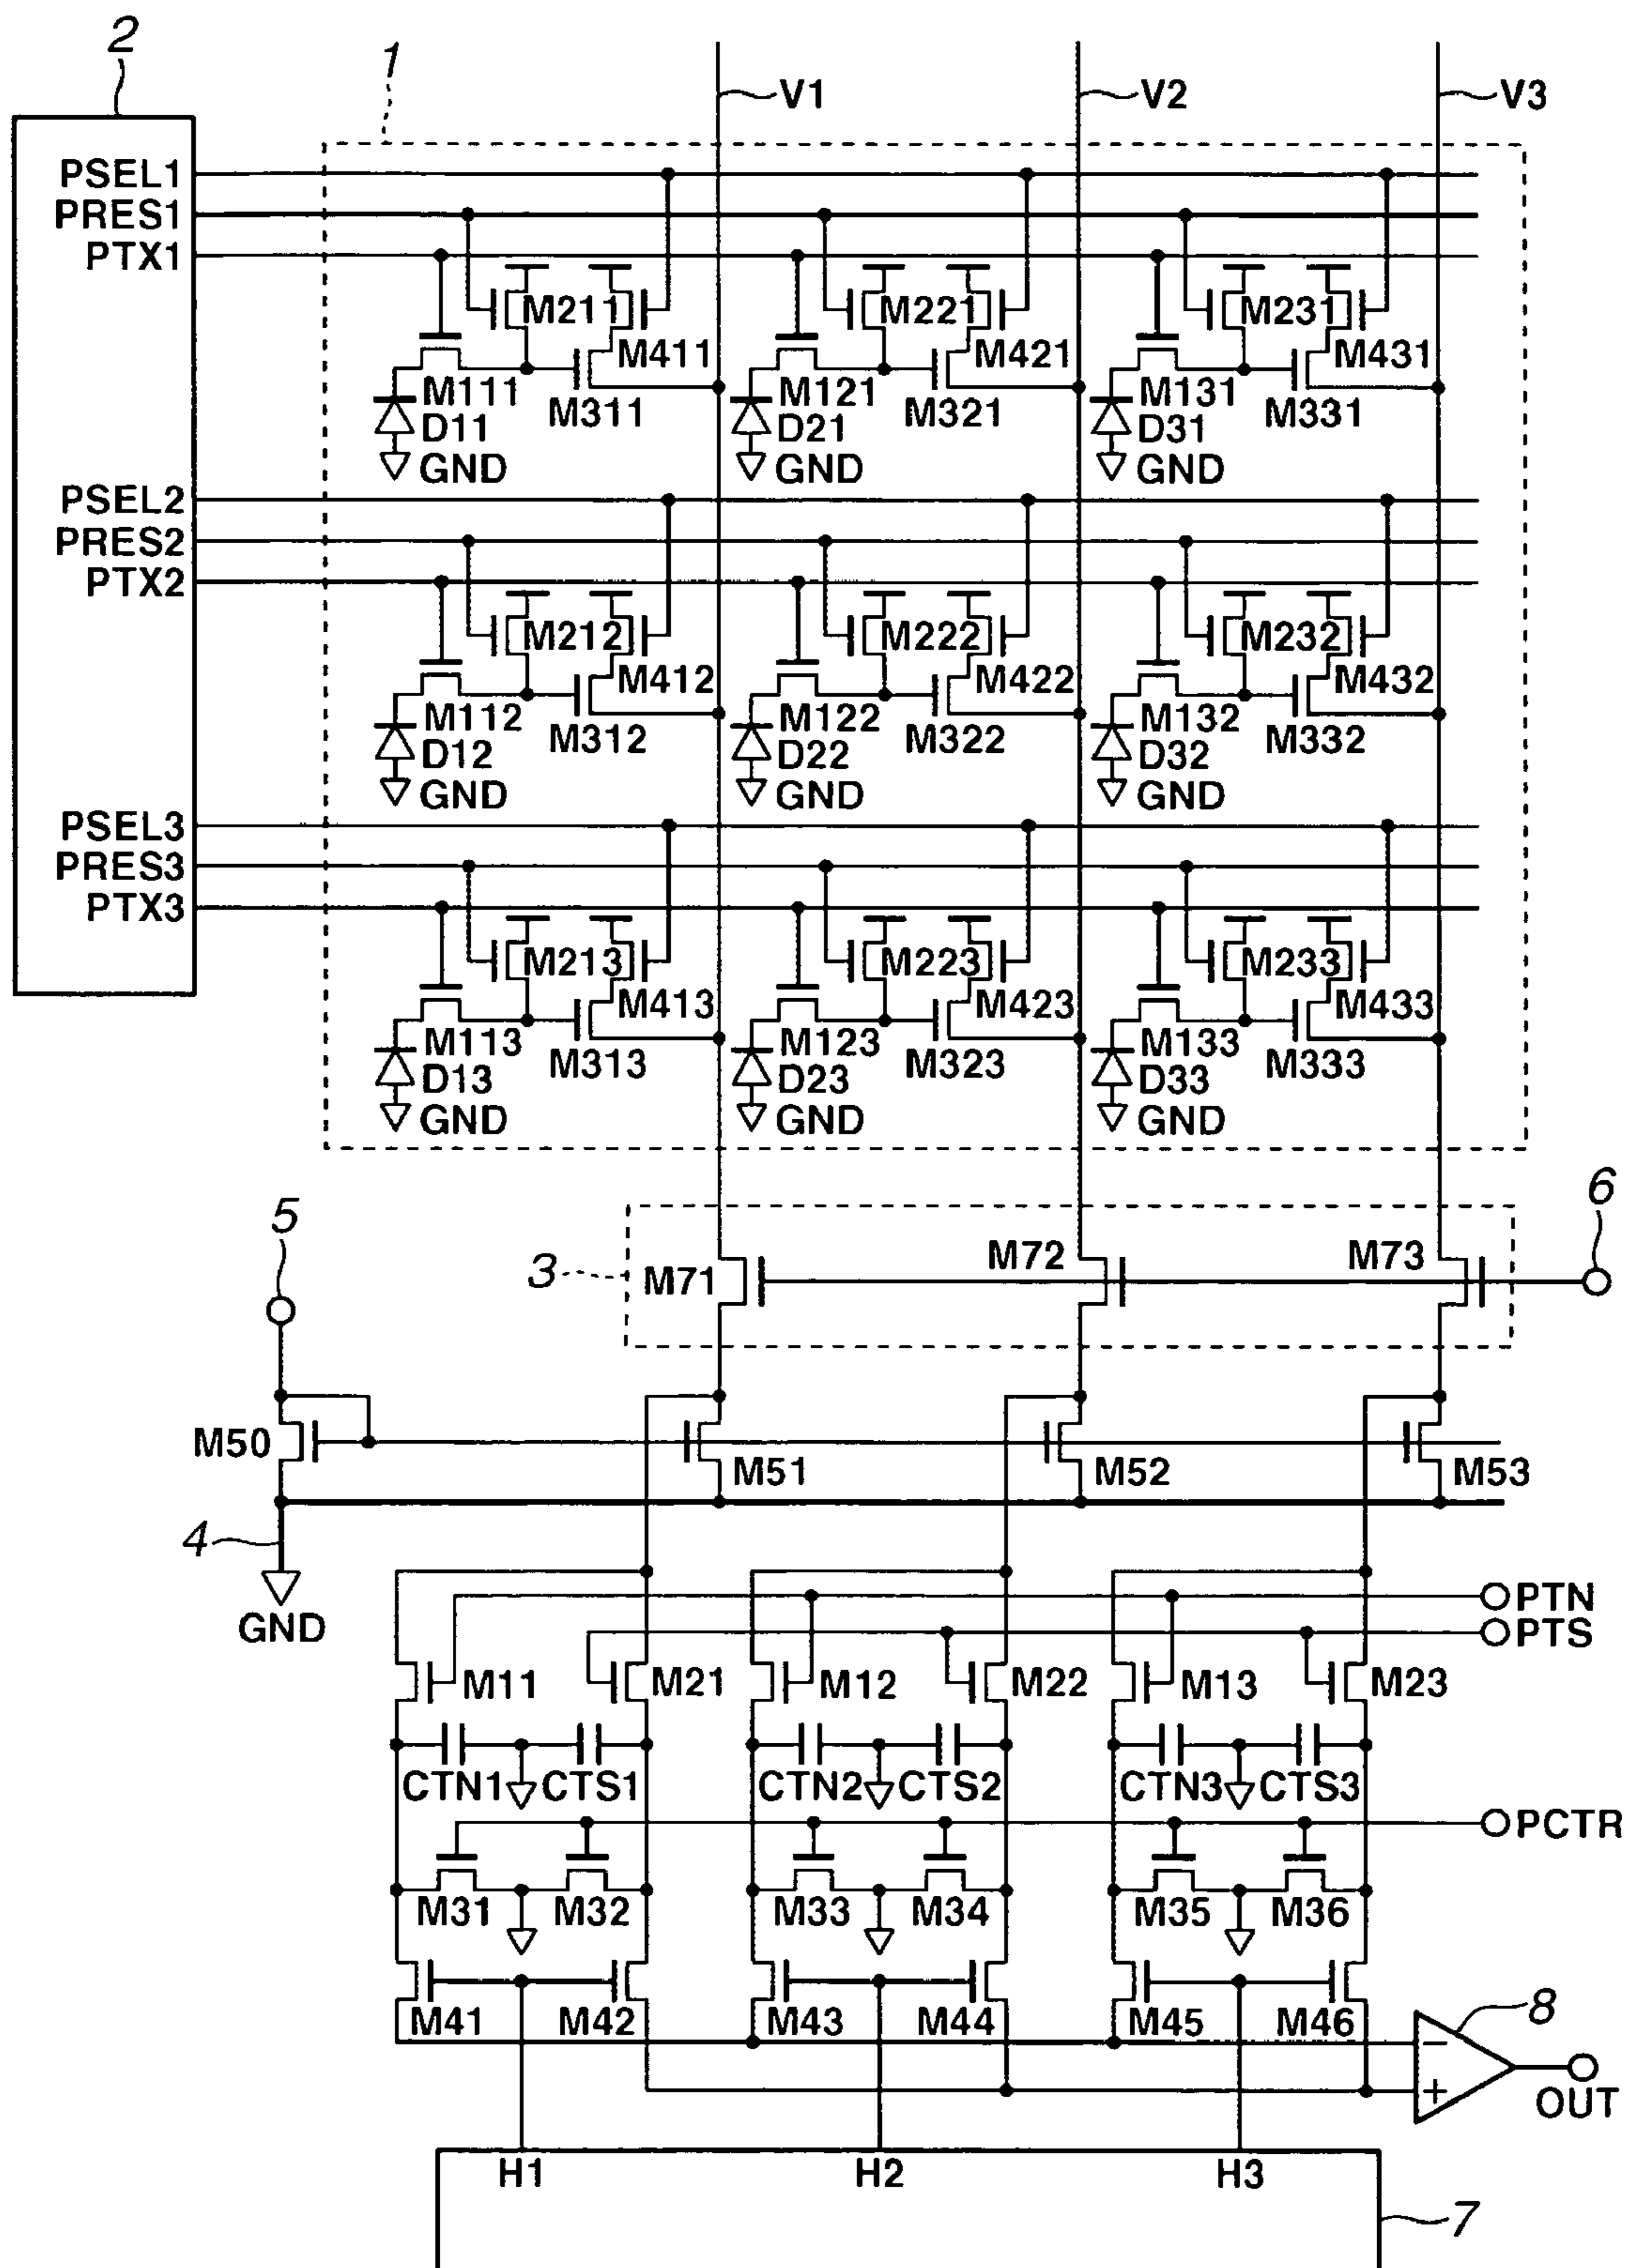 2
1
V1 V2 V3
PSEL1
PRES1
PTX1
M211 M221 M231
M411 M421 M431
M111 M121 M131
M311 M321 M331
D11 D21 D31
GND GND GND
PSEL2
PRES2
PTX2
M212 M222 M232
M412 M422 M432
M112 M122 M132
M312 M322 M332
D12 D22 D32
GND GND GND
PSEL3
PRES3
PTX3
M213 M223 M233
M413 M423 M433
M113 M123 M133
M313 M323 M333
D13 D23 D33
GND GND GND
5
6
3
M71 M72 M73
M50
M51 M52 M53
4
GND
PTN
PTS
M11 M21 M12 M22 M13 M23
CTN1 CTS1 CTN2 CTS2 CTN3 CTS3
PCTR
M31 M32 M33 M34 M35 M36
M41 M42 M43 M44 M45 M46
8
−
+
OUT
H1 H2 H3
7